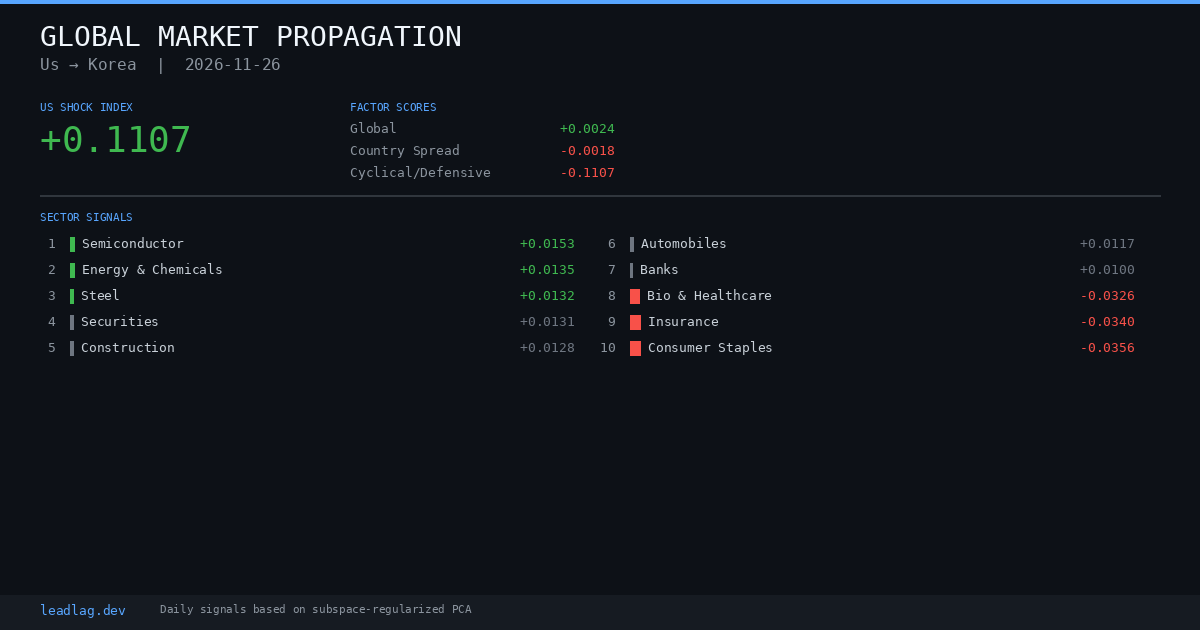 GLOBAL MARKET PROPAGATION
Us → Korea | 2026-11-26
US SHOCK INDEX
+0.1107
FACTOR SCORES
Global +0.0024
Country Spread -0.0018
Cyclical/Defensive -0.1107
SECTOR SIGNALS
1 Semiconductor +0.0153
2 Energy & Chemicals +0.0135
3 Steel +0.0132
4 Securities +0.0131
5 Construction +0.0128
6 Automobiles +0.0117
7 Banks +0.0100
8 Bio & Healthcare -0.0326
9 Insurance -0.0340
10 Consumer Staples -0.0356
leadlag.dev Daily signals based on subspace-regularized PCA